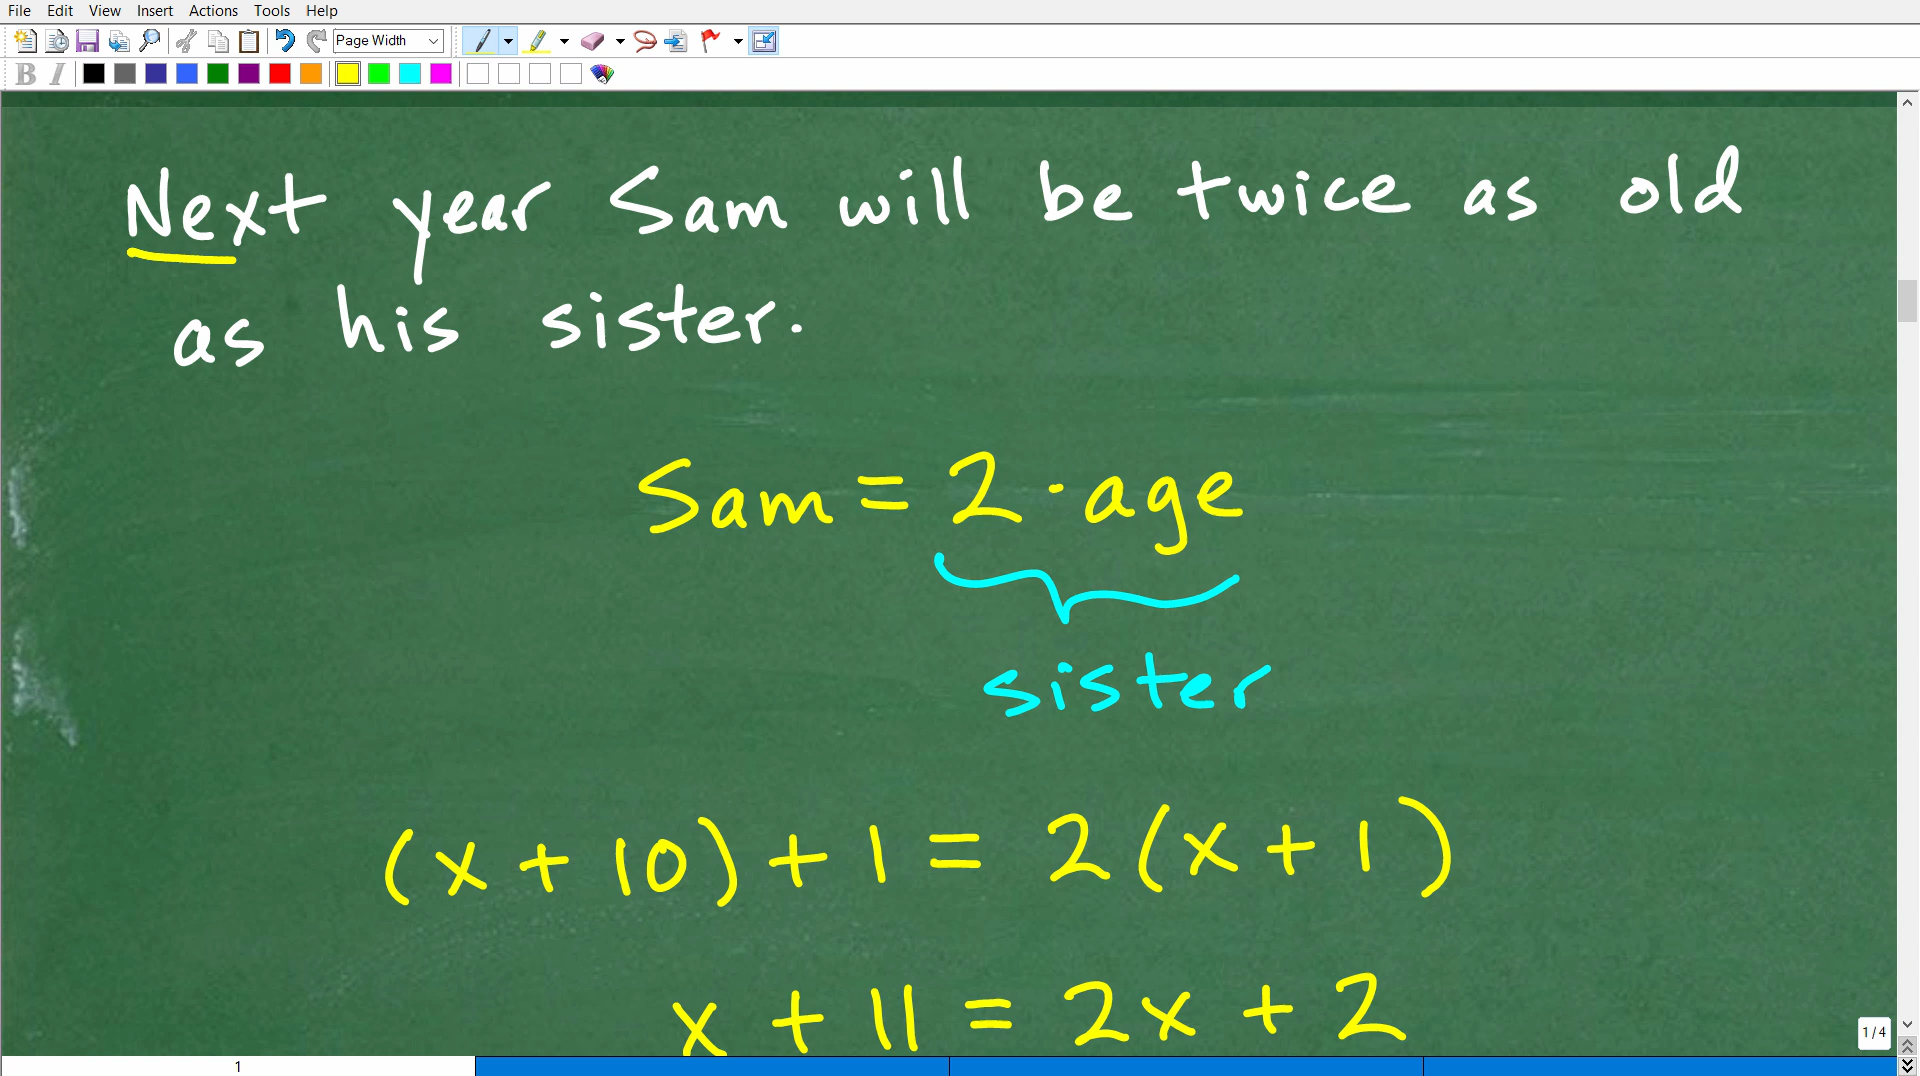 File Edit View Insert Actions Tools Help
Page Width
B I
Next year Sam will be twice as old
as his sister.
Sam = 2 · age
sister
(x + 10) + 1 = 2(x + 1)
x + 11 = 2x + 2
1 / 4
1